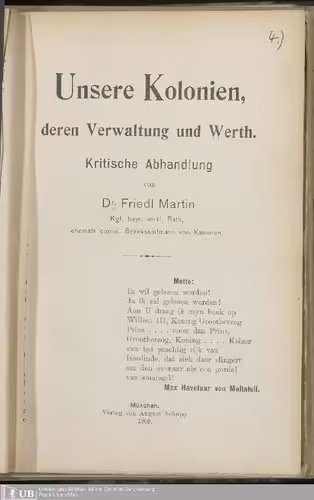 4.)
Unsere Kolonien,
deren Verwaltung und Werth.
Kritische Abhandlung
von
Dr. Friedl Martin
Kgl. bayr. wirkl. Rath,
ehemals comm. Bezirksamtmann von
Motto:
Ik wil gelezen worden!
Ja ik zal gelezen worden!
Aan U draag ik myn boek op
Willem III, Koning Groothertog
Prins . . . . meer dan Prins,
Groothertog, Koning . . . . Keizer
van het prachtig rijk van
Insulinde, dat zich daar slingert
om den evenaar als een gordel
van smaragd!
Max Havelaar von Multatuli.
München.
Verlag von August Schupp
UB